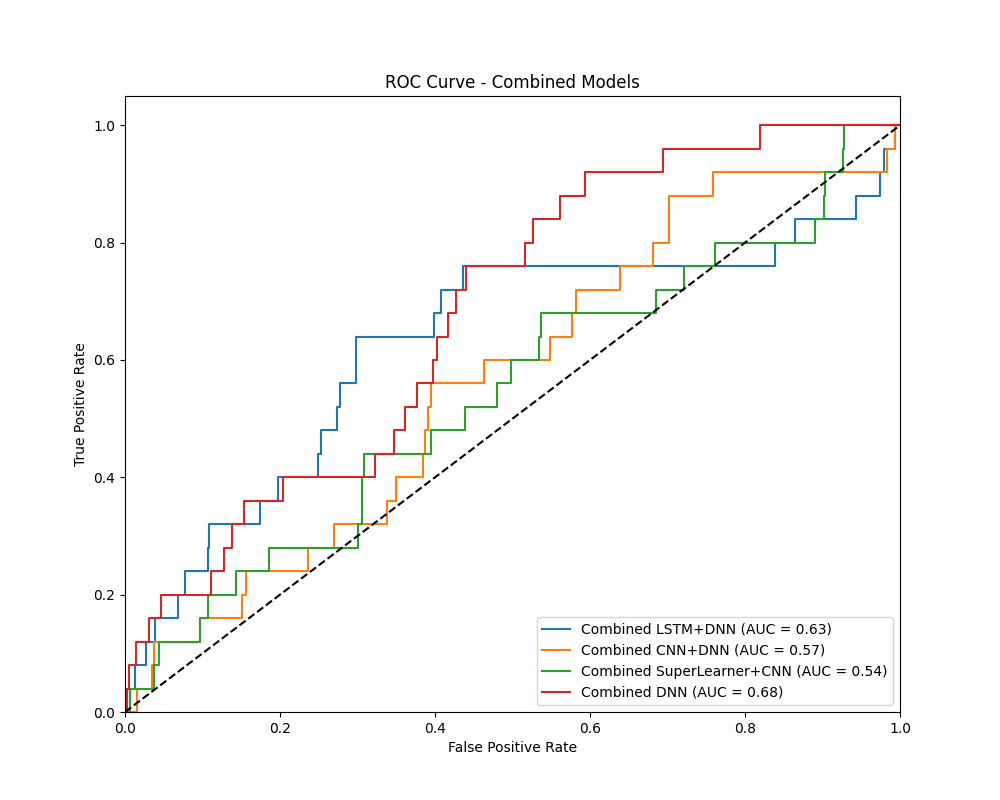 ROC Curve - Combined Models
1.0
0.8
0.6
0.4
0.2
0.0
True Positive Rate
0.0 0.2 0.4 0.6 0.8 1.0
False Positive Rate
Combined LSTM+DNN (AUC = 0.63)
Combined CNN+DNN (AUC = 0.57)
Combined SuperLearner+CNN (AUC = 0.54)
Combined DNN (AUC = 0.68)